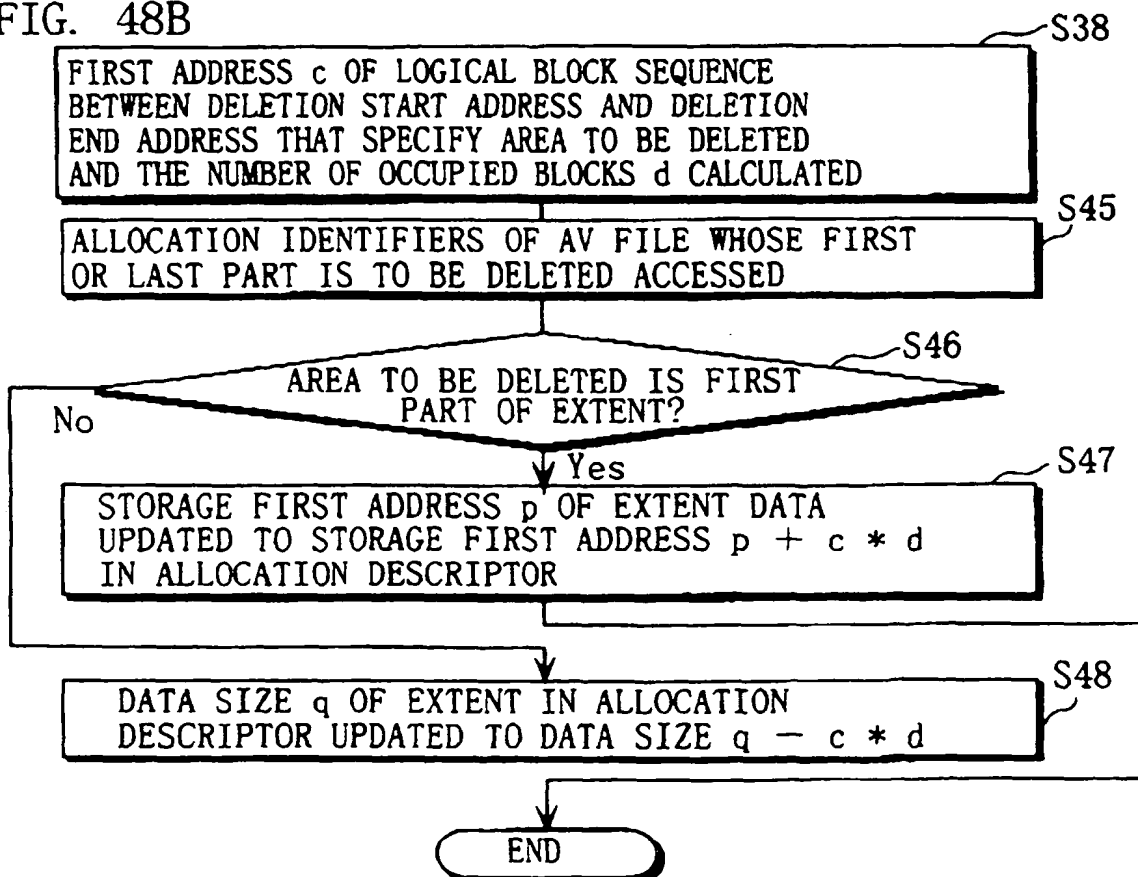 FIG. 48B
S38
FIRST ADDRESS c OF LOGICAL BLOCK SEQUENCE
BETWEEN DELETION START ADDRESS AND DELETION
END ADDRESS THAT SPECIFY AREA TO BE DELETED
AND THE NUMBER OF OCCUPIED BLOCKS d CALCULATED
S45
ALLOCATION IDENTIFIERS OF AV FILE WHOSE FIRST
OR LAST PART IS TO BE DELETED ACCESSED
S46
AREA TO BE DELETED IS FIRST
PART OF EXTENT?
No
Yes
S47
STORAGE FIRST ADDRESS p OF EXTENT DATA
UPDATED TO STORAGE FIRST ADDRESS p + c * d
IN ALLOCATION DESCRIPTOR
S48
DATA SIZE q OF EXTENT IN ALLOCATION
DESCRIPTOR UPDATED TO DATA SIZE q − c * d
END